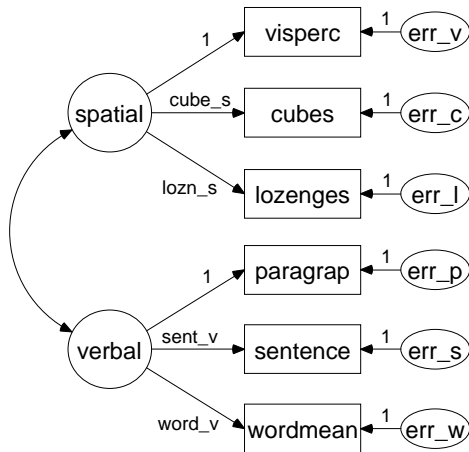 1 visperc 1 err_v
spatial cube_s cubes 1 err_c
lozn_s lozenges 1 err_l
1 paragrap 1 err_p
verbal sent_v sentence 1 err_s
word_v wordmean 1 err_w